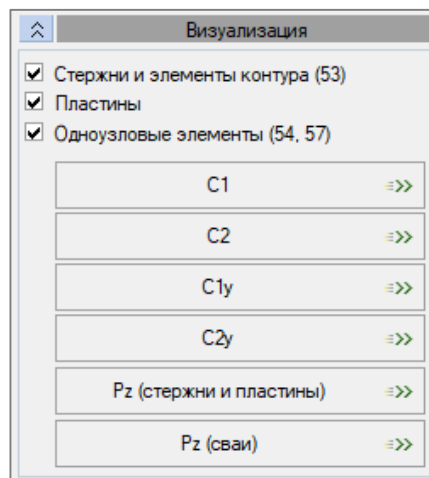 Визуализация
Стержни и элементы контура (53)
Пластины
Одноузловые элементы (54, 57)
C1
C2
C1y
C2y
Pz (стержни и пластины)
Pz (сваи)